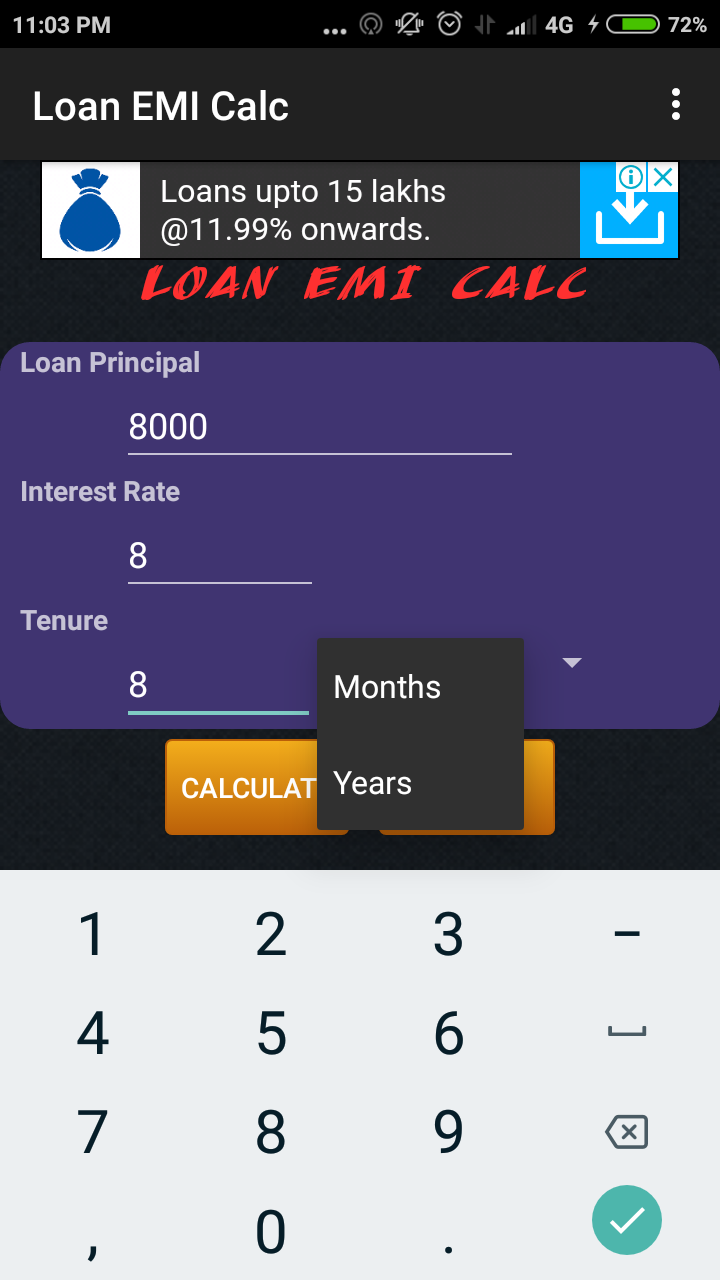 11:03 PM
4G
72%
Loan EMI Calc
Loans upto 15 lakhs
@11.99% onwards.
LOAN EMI CALC
Loan Principal
8000
Interest Rate
8
Tenure
8
Months
Years
CALCULAT
1 2 3 –
4 5 6
7 8 9
, 0 .